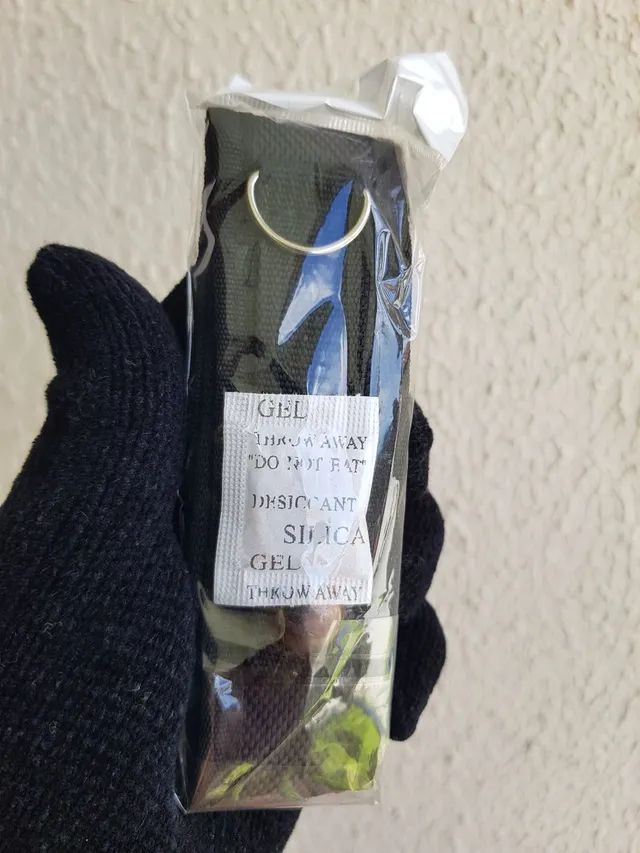 GEL
THROW AWAY
"DO NOT EAT"
DESICCANT
SILICA
GEL
THROW AWAY